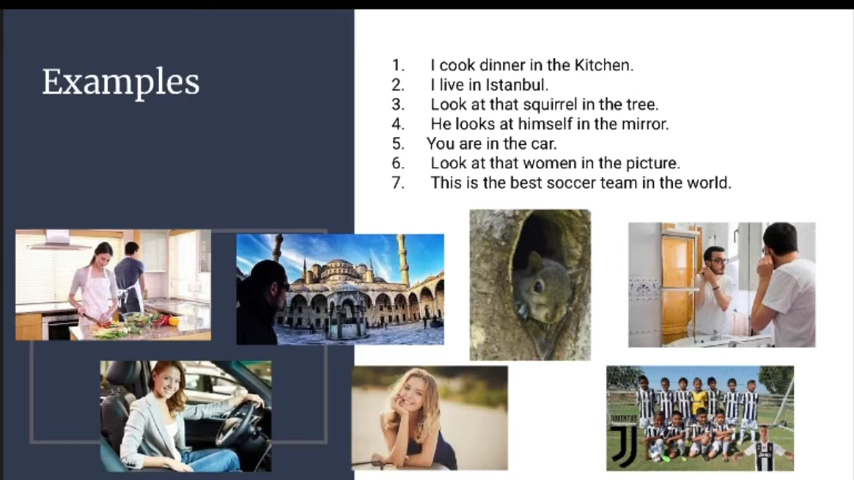 Examples
1. I cook dinner in the Kitchen.
2. I live in Istanbul.
3. Look at that squirrel in the tree.
4. He looks at himself in the mirror.
5. You are in the car.
6. Look at that women in the picture.
7. This is the best soccer team in the world.
JUVENTUS